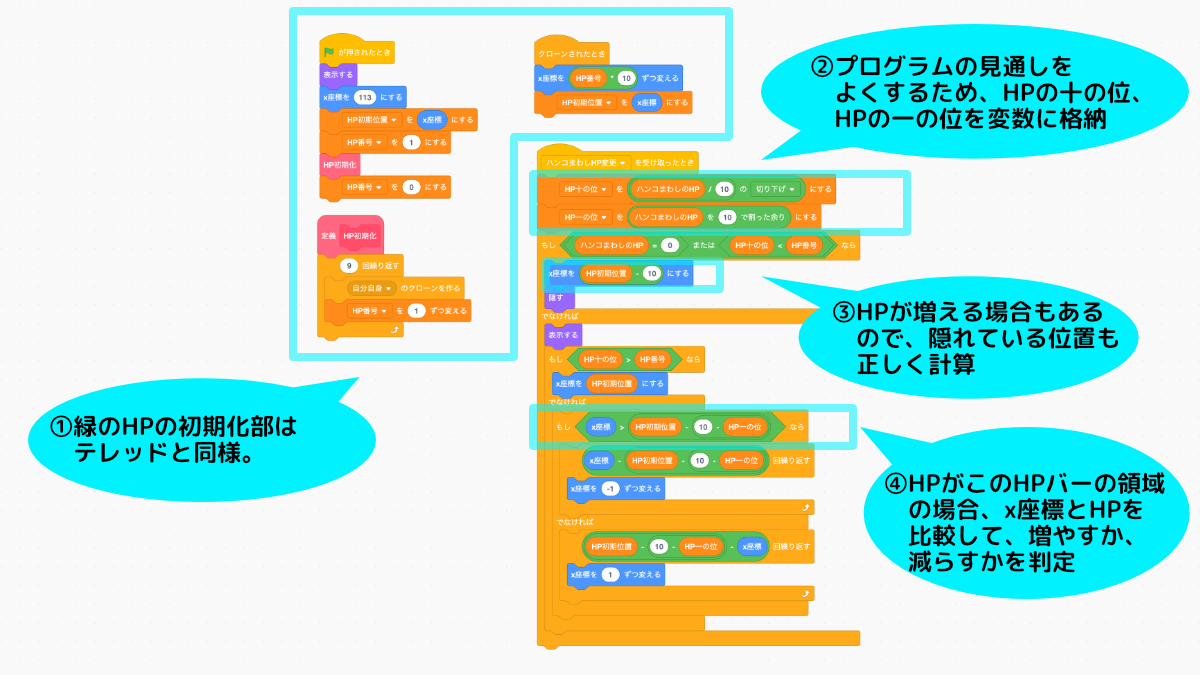 が押されたとき
表示する
x座標を 113 にする
HP初期位置 を x座標 にする
HP番号 を 1 にする
HP初期化
HP番号 を 0 にする
定義 HP初期化
9 回繰り返す
自分自身 のクローンを作る
HP番号 を 1 ずつ変える
クローンされたとき
x座標を HP番号 * 10 ずつ変える
HP初期位置 を x座標 にする
ハンコまわしHP変更 を受け取ったとき
HP十の位 を ハンコまわしのHP / 10 の 切り下げ にする
HP一の位 を ハンコまわしのHP を 10 で割った余り にする
もし ハンコまわしのHP = 0 または HP十の位 < HP番号 なら
x座標を HP初期位置 - 10 にする
隠す
でなければ
表示する
もし HP十の位 > HP番号 なら
x座標を HP初期位置 にする
でなければ
もし x座標 > HP初期位置 - 10 - HP一の位 なら
x座標 - HP初期位置 - 10 - HP一の位 回繰り返す
x座標を -1 ずつ変える
でなければ
HP初期位置 - 10 - HP一の位 - x座標 回繰り返す
x座標を 1 ずつ変える
①緑のHPの初期化部は
テレッドと同様。
②プログラムの見通しを
よくするため、HPの十の位、
HPの一の位を変数に格納
③HPが増える場合もある
ので、隠れている位置も
正しく計算
④HPがこのHPバーの領域
の場合、x座標とHPを
比較して、増やすか、
減らすかを判定